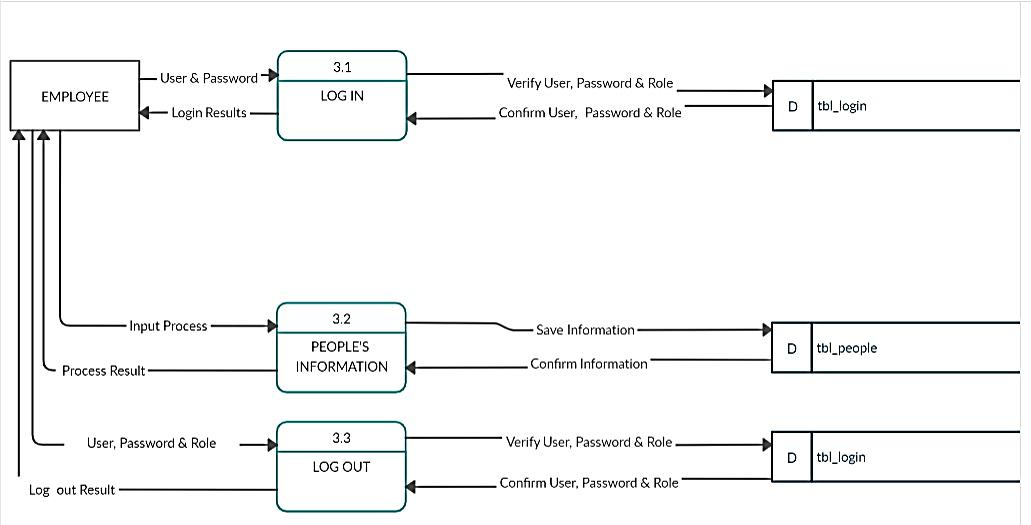 3.1
User & Password
Verify User, Password & Role
EMPLOYEE
LOG IN
D
tbl_login
Login Results
Confirm User, Password & Role
3.2
Input Process
Save Information
PEOPLE'S
INFORMATION
D
tbl_people
Process Result
Confirm Information
3.3
User, Password & Role
Verify User, Password & Role
LOG OUT
D
tbl_login
Log out Result
Confirm User, Password & Role